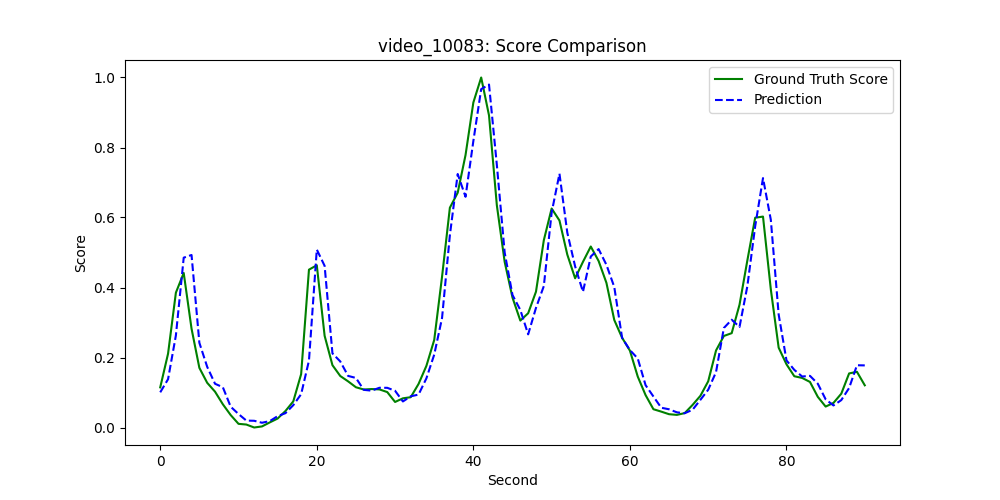 video_10083: Score Comparison
Ground Truth Score
Prediction
1.0
0.8
0.6
0.4
0.2
0.0
Score
0 20 40 60 80
Second